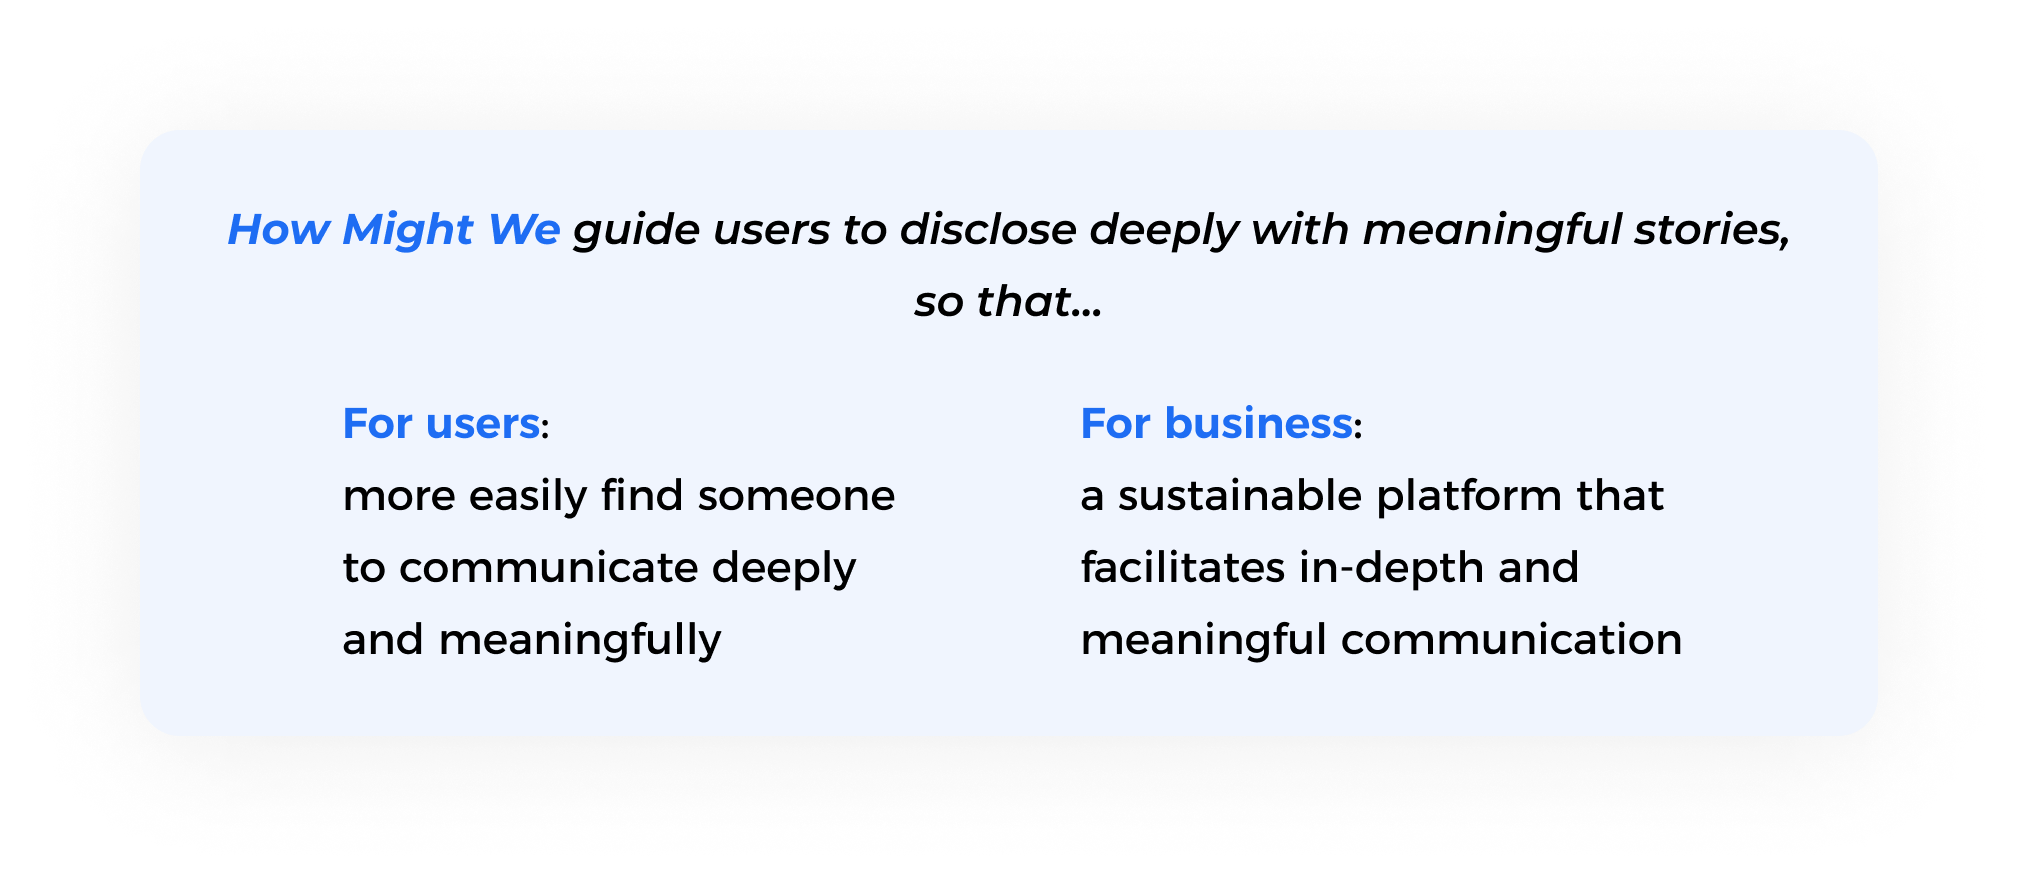 How Might We guide users to disclose deeply with meaningful stories,
so that...
For users:
more easily find someone
to communicate deeply
and meaningfully
For business:
a sustainable platform that
facilitates in-depth and
meaningful communication